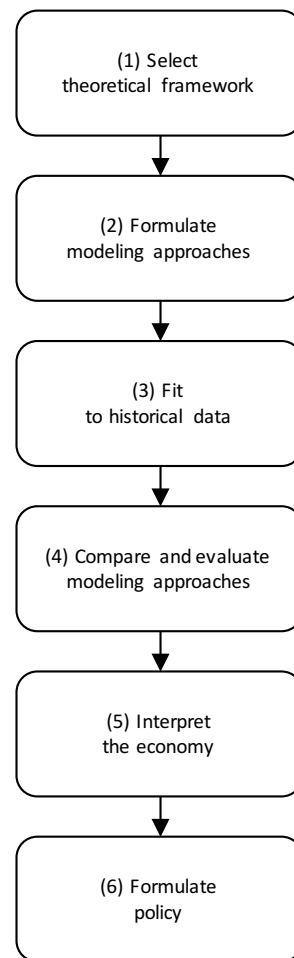 (1) Select
theoretical framework
(2) Formulate
modeling approaches
(3) Fit
to historical data
(4) Compare and evaluate
modeling approaches
(5) Interpret
the economy
(6) Formulate
policy